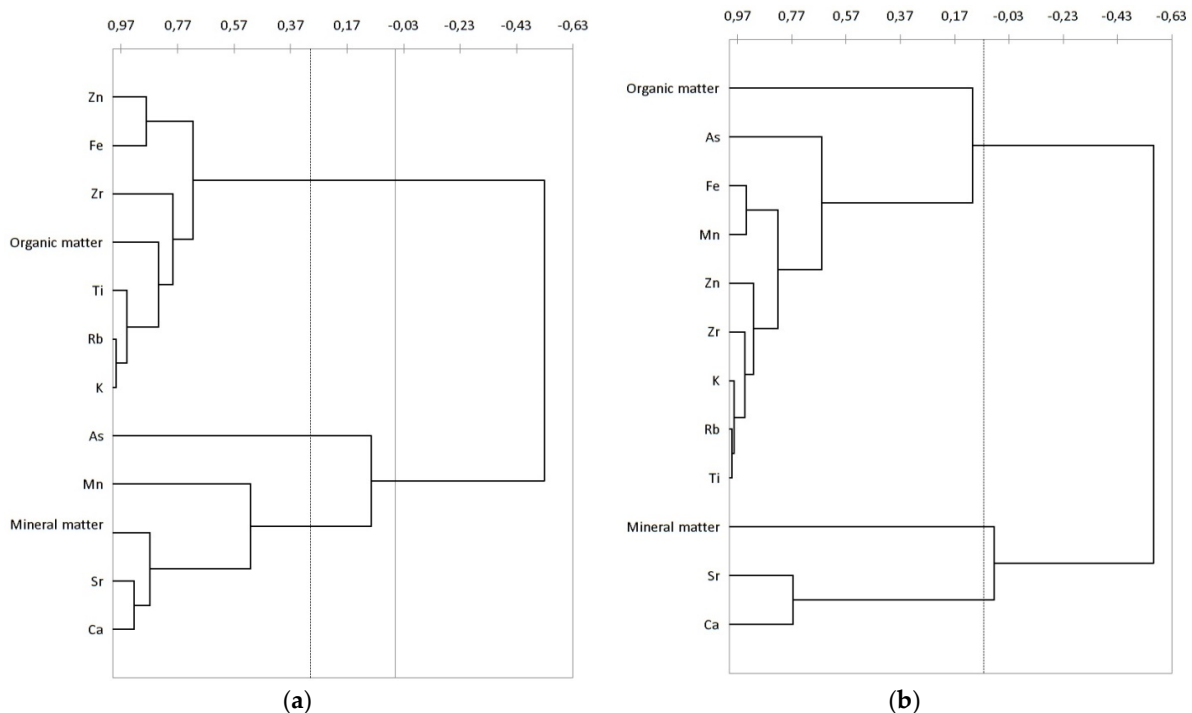 0,97 0,77 0,57 0,37 0,17 -0,03 -0,23 -0,43 -0,63
Zn
Fe
Zr
Organic matter
Ti
Rb
K
As
Mn
Mineral matter
Sr
Ca
(a)
0,97 0,77 0,57 0,37 0,17 -0,03 -0,23 -0,43 -0,63
Organic matter
As
Fe
Mn
Zn
Zr
K
Rb
Ti
Mineral matter
Sr
Ca
(b)